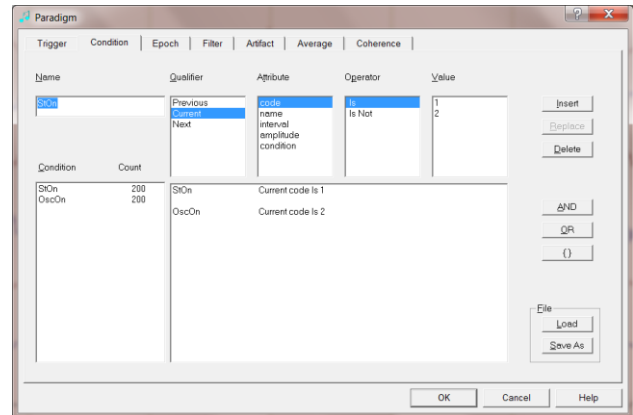 Paradigm
? X
Trigger Condition Epoch Filter Artifact Average Coherence
Name Qualifier Attribute Operator Value
StOn
Previous
Current
Next
code
name
interval
amplitude
condition
Is
Is Not
1
2
Insert
Replace
Delete
Condition Count
StOn 200
OscOn 200
StOn Current code Is 1
OscOn Current code Is 2
AND
OR
()
File
Load
Save As
OK Cancel Help